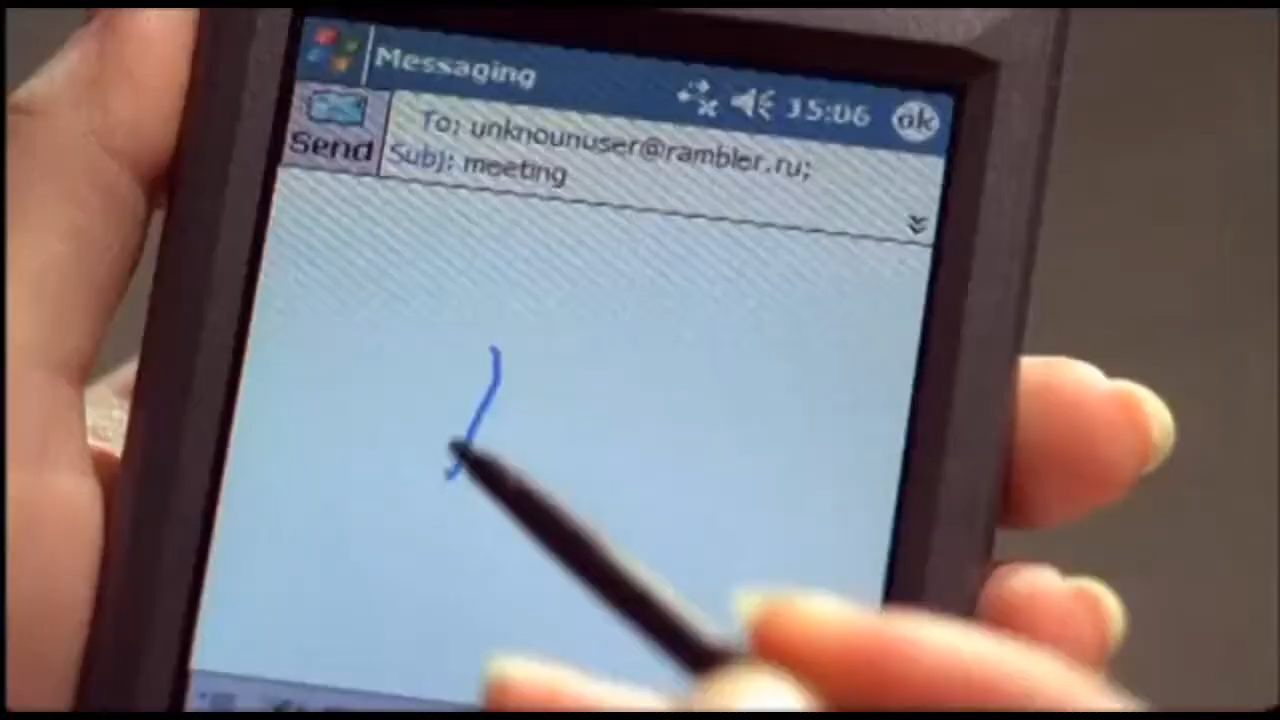 Messaging 15:06 ok
Send To: unknounuser@rambler.ru;
Subj: meeting